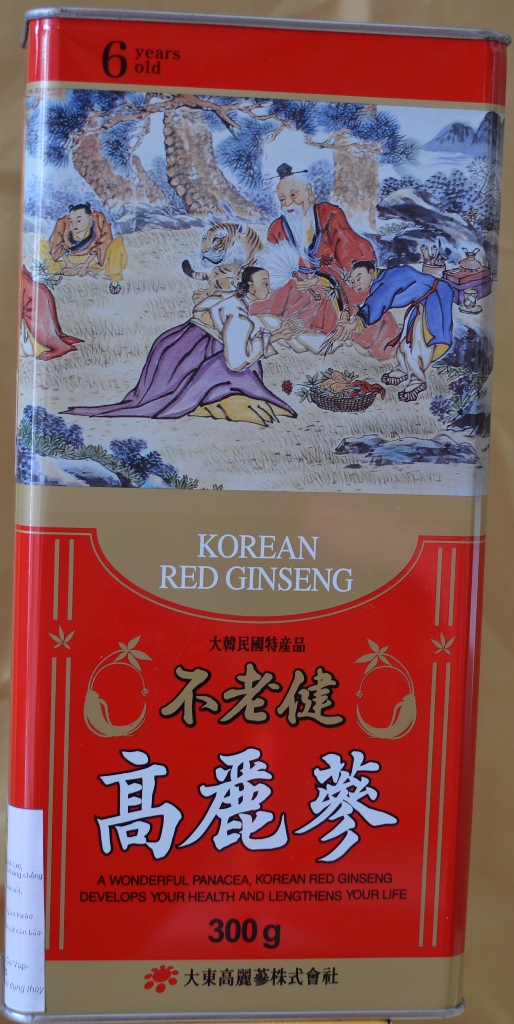 6 years
old
KOREAN
RED GINSENG
大韓民國特産品
不老健
高麗蔘
A WONDERFUL PANACEA, KOREAN RED GINSENG
DEVELOPS YOUR HEALTH AND LENGTHENS YOUR LIFE
300g
大東高麗蔘株式會社